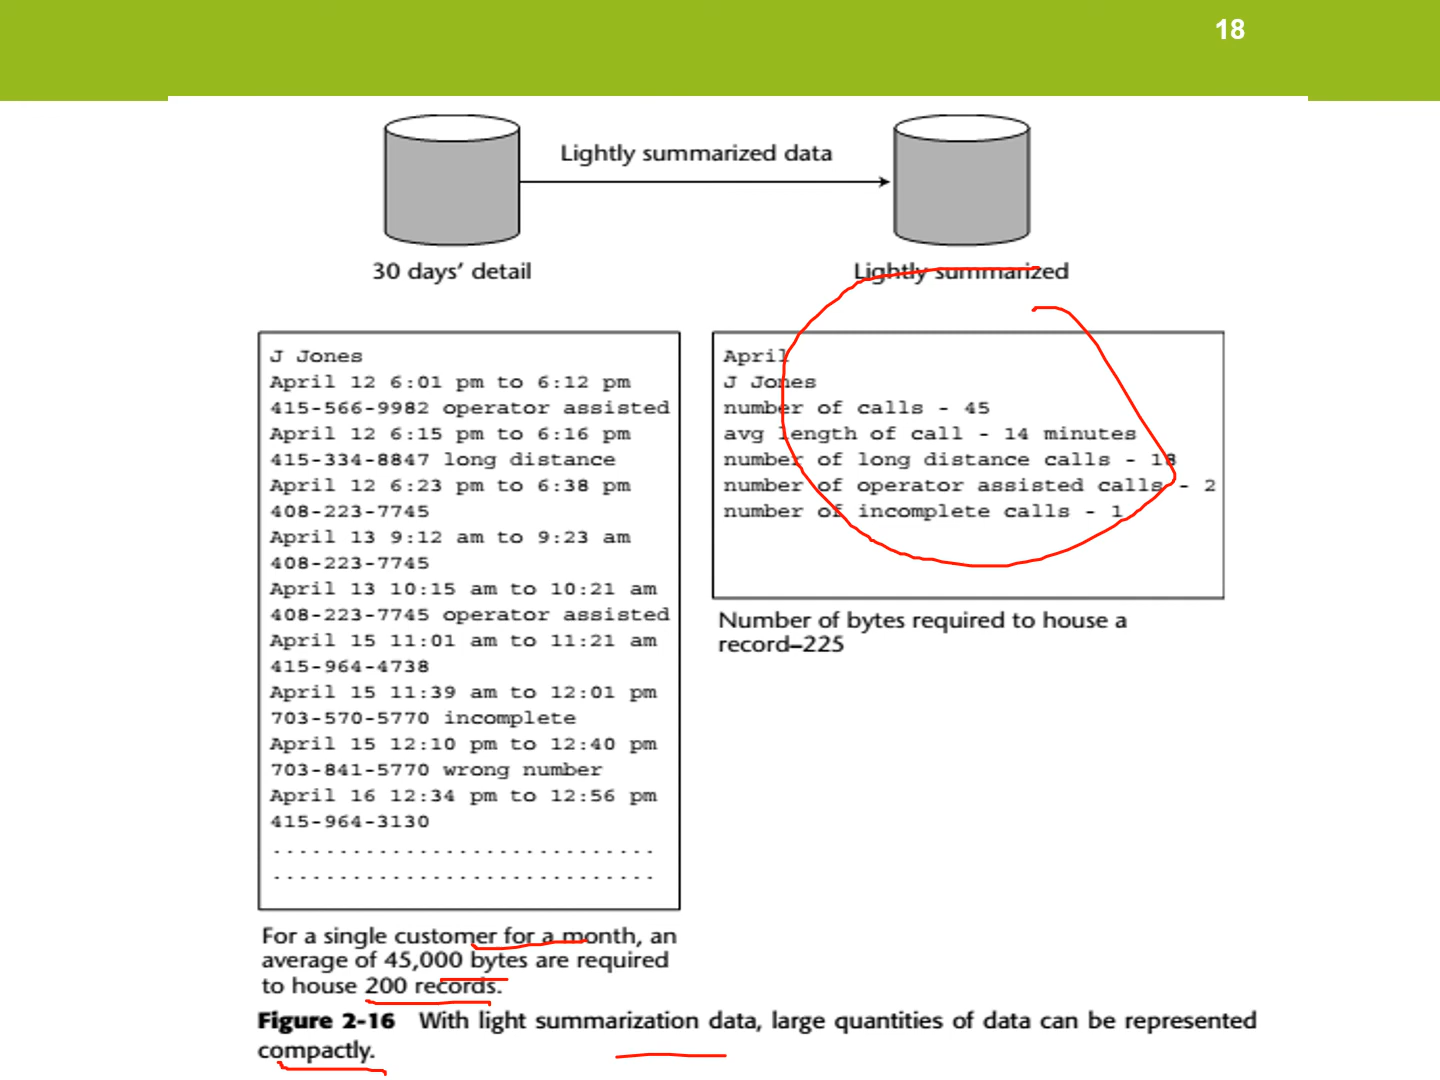 18
Lightly summarized data
30 days’ detail
Lightly summarized
J Jones
April 12 6:01 pm to 6:12 pm
415-566-9982 operator assisted
April 12 6:15 pm to 6:16 pm
415-334-8847 long distance
April 12 6:23 pm to 6:38 pm
408-223-7745
April 13 9:12 am to 9:23 am
408-223-7745
April 13 10:15 am to 10:21 am
408-223-7745 operator assisted
April 15 11:01 am to 11:21 am
415-964-4738
April 15 11:39 am to 12:01 pm
703-570-5770 incomplete
April 15 12:10 pm to 12:40 pm
703-841-5770 wrong number
April 16 12:34 pm to 12:56 pm
415-964-3130
. . . . . . . . . . . . . . . . . . . . . . . . . . . . .
. . . . . . . . . . . . . . . . . . . . . . . . . . . . .
For a single customer for a month, an
average of 45,000 bytes are required
to house 200 records.
April
J Jones
number of calls - 45
avg length of call - 14 minutes
number of long distance calls - 18
number of operator assisted calls - 2
number of incomplete calls - 1
Number of bytes required to house a
record–225
Figure 2-16 With light summarization data, large quantities of data can be represented
compactly.